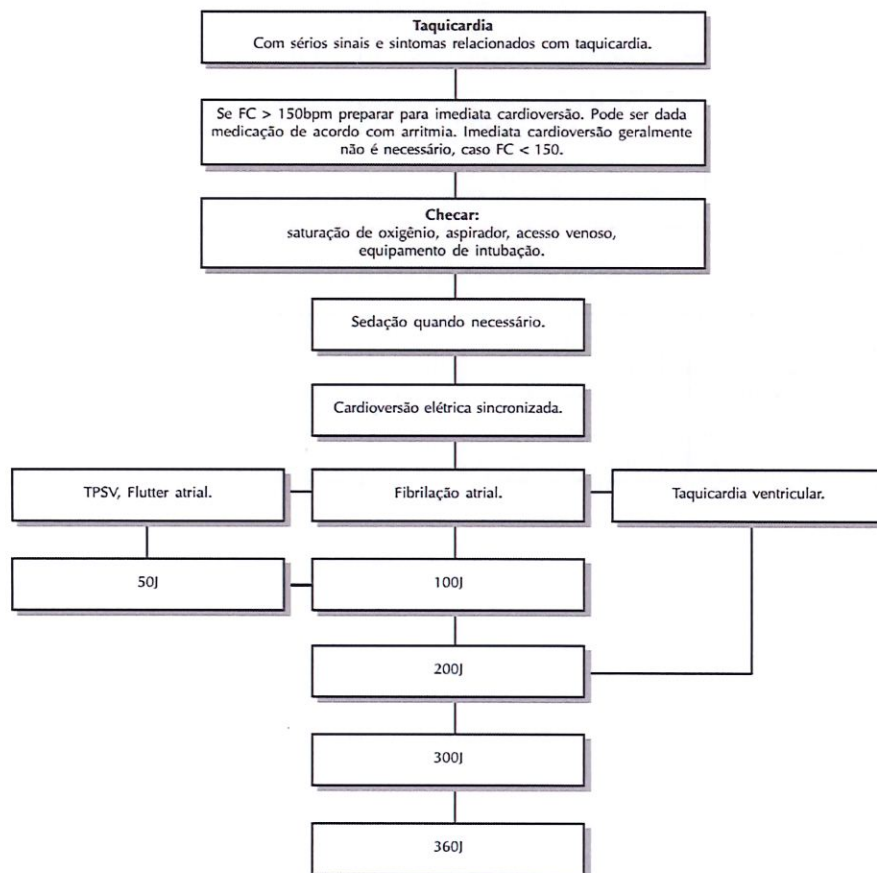 Taquicardia
Com sérios sinais e sintomas relacionados com taquicardia.
Se FC > 150bpm preparar para imediata cardioversão. Pode ser dada
medicação de acordo com arritmia. Imediata cardioversão geralmente
não é necessário, caso FC < 150.
Checar:
saturação de oxigênio, aspirador, acesso venoso,
equipamento de intubação.
Sedação quando necessário.
Cardioversão elétrica sincronizada.
TPSV, Flutter atrial.
Fibrilação atrial.
Taquicardia ventricular.
50J
100J
200J
300J
360J